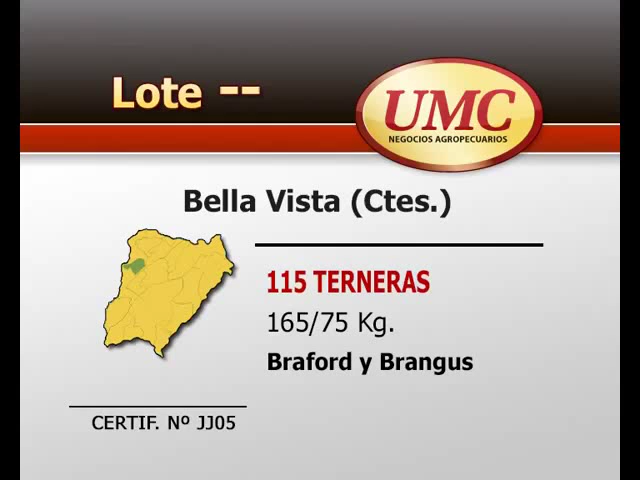 Lote --
UMC
NEGOCIOS AGROPECUARIOS
Bella Vista (Ctes.)
115 TERNERAS
165/75 Kg.
Braford y Brangus
CERTIF. Nº JJ05